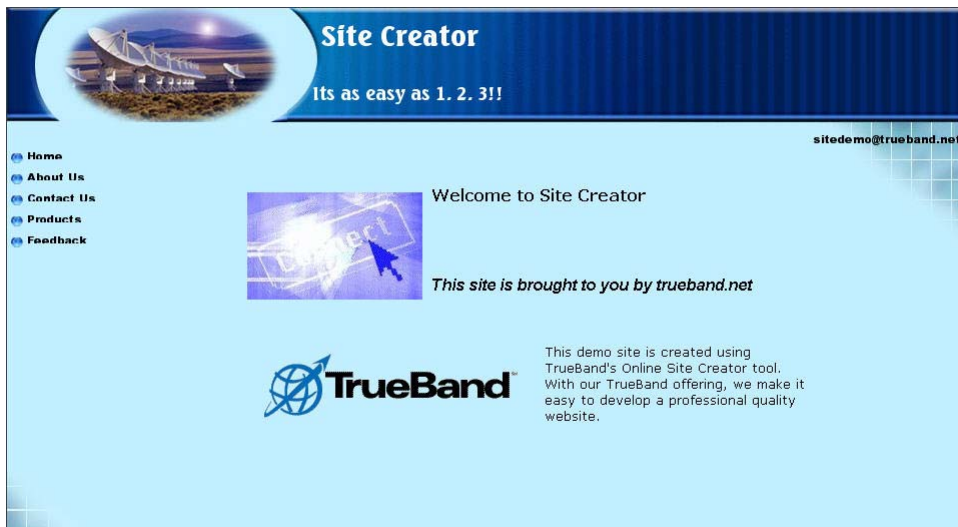 Site Creator
Its as easy as 1. 2. 3!!
sitedemo@trueband.net
Home
About Us
Contact Us
Products
Feedback
Connect
Welcome to Site Creator
This site is brought to you by trueband.net
TrueBand
This demo site is created using
TrueBand's Online Site Creator tool.
With our TrueBand offering, we make it
easy to develop a professional quality
website.